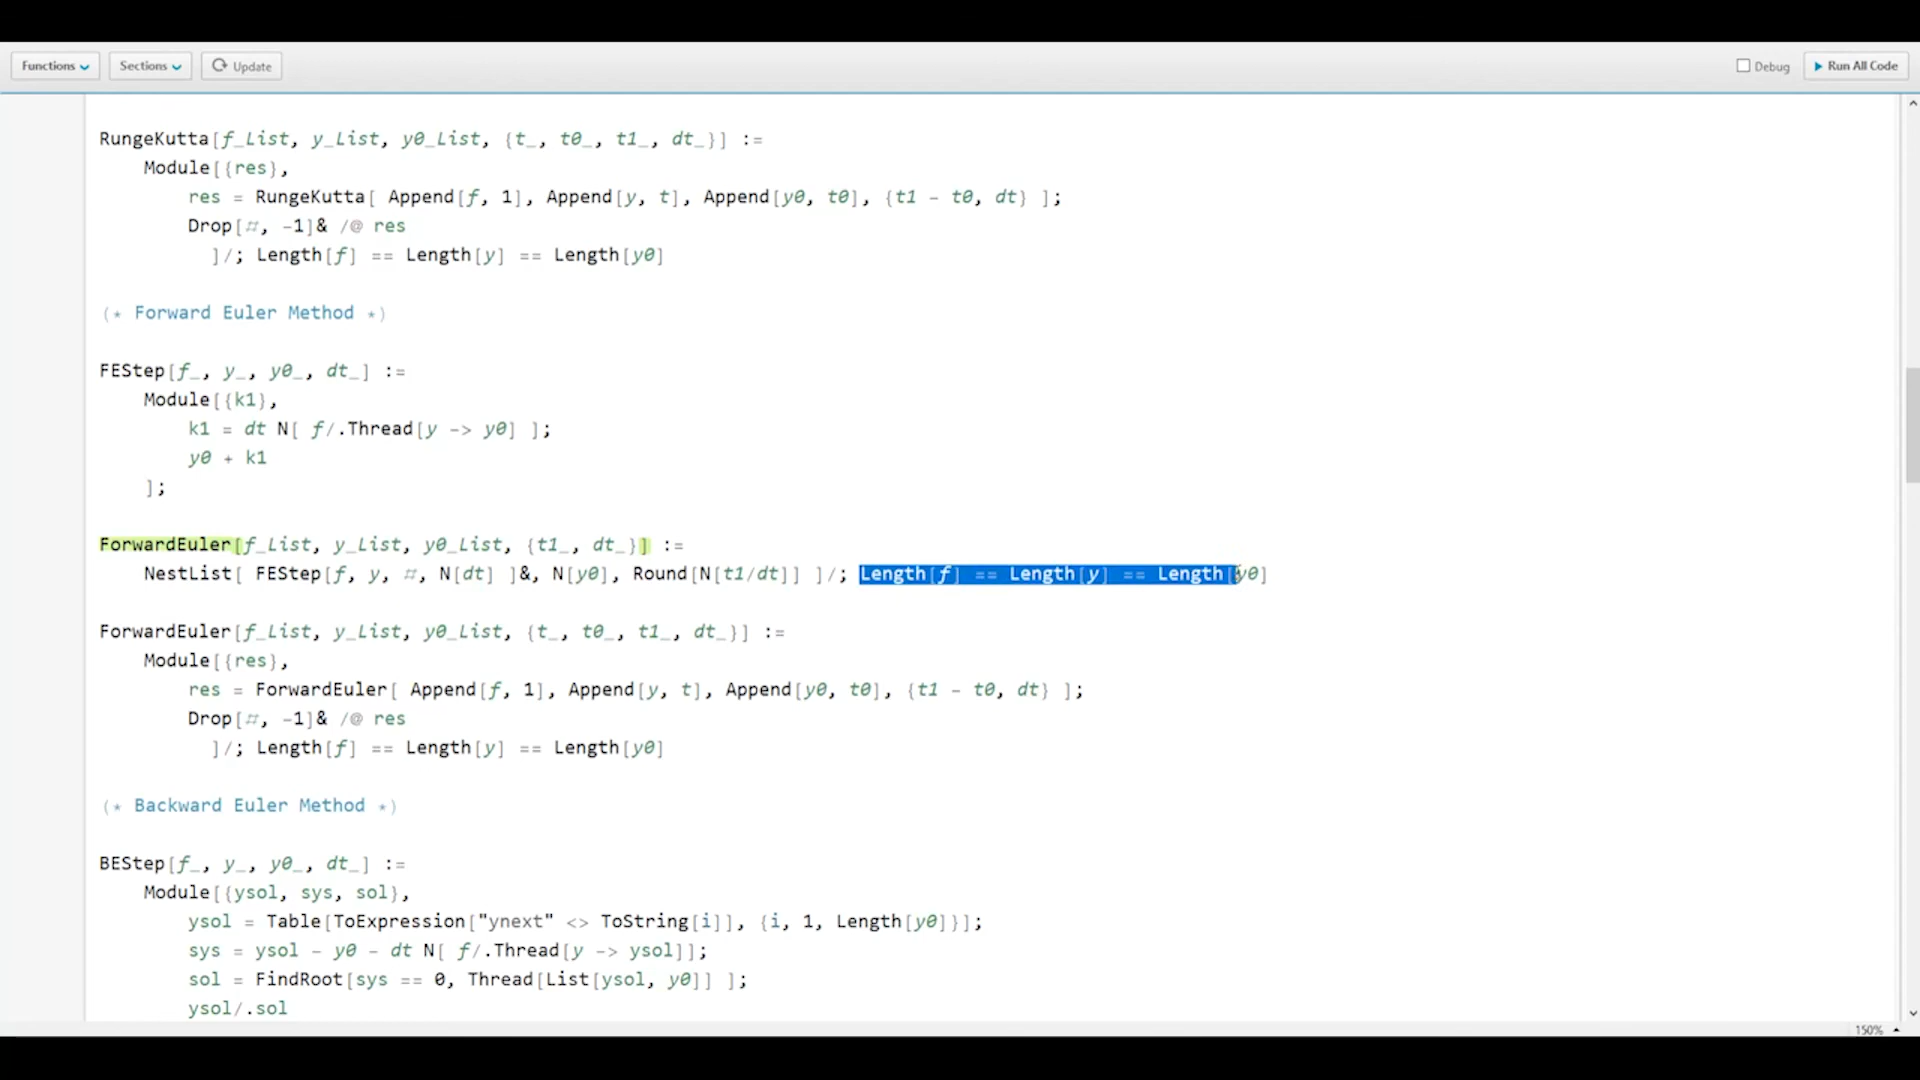 Functions
Sections
Update
Debug
Run All Code
RungeKutta[f_List, y_List, y0_List, {t_, t0_, t1_, dt_}] :=
Module[{res},
res = RungeKutta[ Append[f, 1], Append[y, t], Append[y0, t0], {t1 - t0, dt} ];
Drop[#, -1]& /@ res
]/; Length[f] == Length[y] == Length[y0]
(* Forward Euler Method *)
FEStep[f_, y_, y0_, dt_] :=
Module[{k1},
k1 = dt N[ f/.Thread[y -> y0] ];
y0 + k1
];
ForwardEuler[f_List, y_List, y0_List, {t1_, dt_}] :=
NestList[ FEStep[f, y, #, N[dt] ]&, N[y0], Round[N[t1/dt]] ]/; Length[f] == Length[y] == Length[y0]
ForwardEuler[f_List, y_List, y0_List, {t_, t0_, t1_, dt_}] :=
Module[{res},
res = ForwardEuler[ Append[f, 1], Append[y, t], Append[y0, t0], {t1 - t0, dt} ];
Drop[#, -1]& /@ res
]/; Length[f] == Length[y] == Length[y0]
(* Backward Euler Method *)
BEStep[f_, y_, y0_, dt_] :=
Module[{ysol, sys, sol},
ysol = Table[ToExpression["ynext" <> ToString[i]], {i, 1, Length[y0]}];
sys = ysol - y0 - dt N[ f/.Thread[y -> ysol]];
sol = FindRoot[sys == 0, Thread[List[ysol, y0]] ];
ysol/.sol
150%